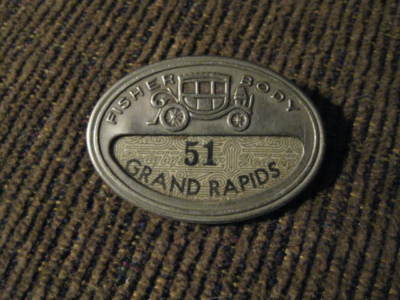 FISHER BODY
51
GRAND RAPIDS